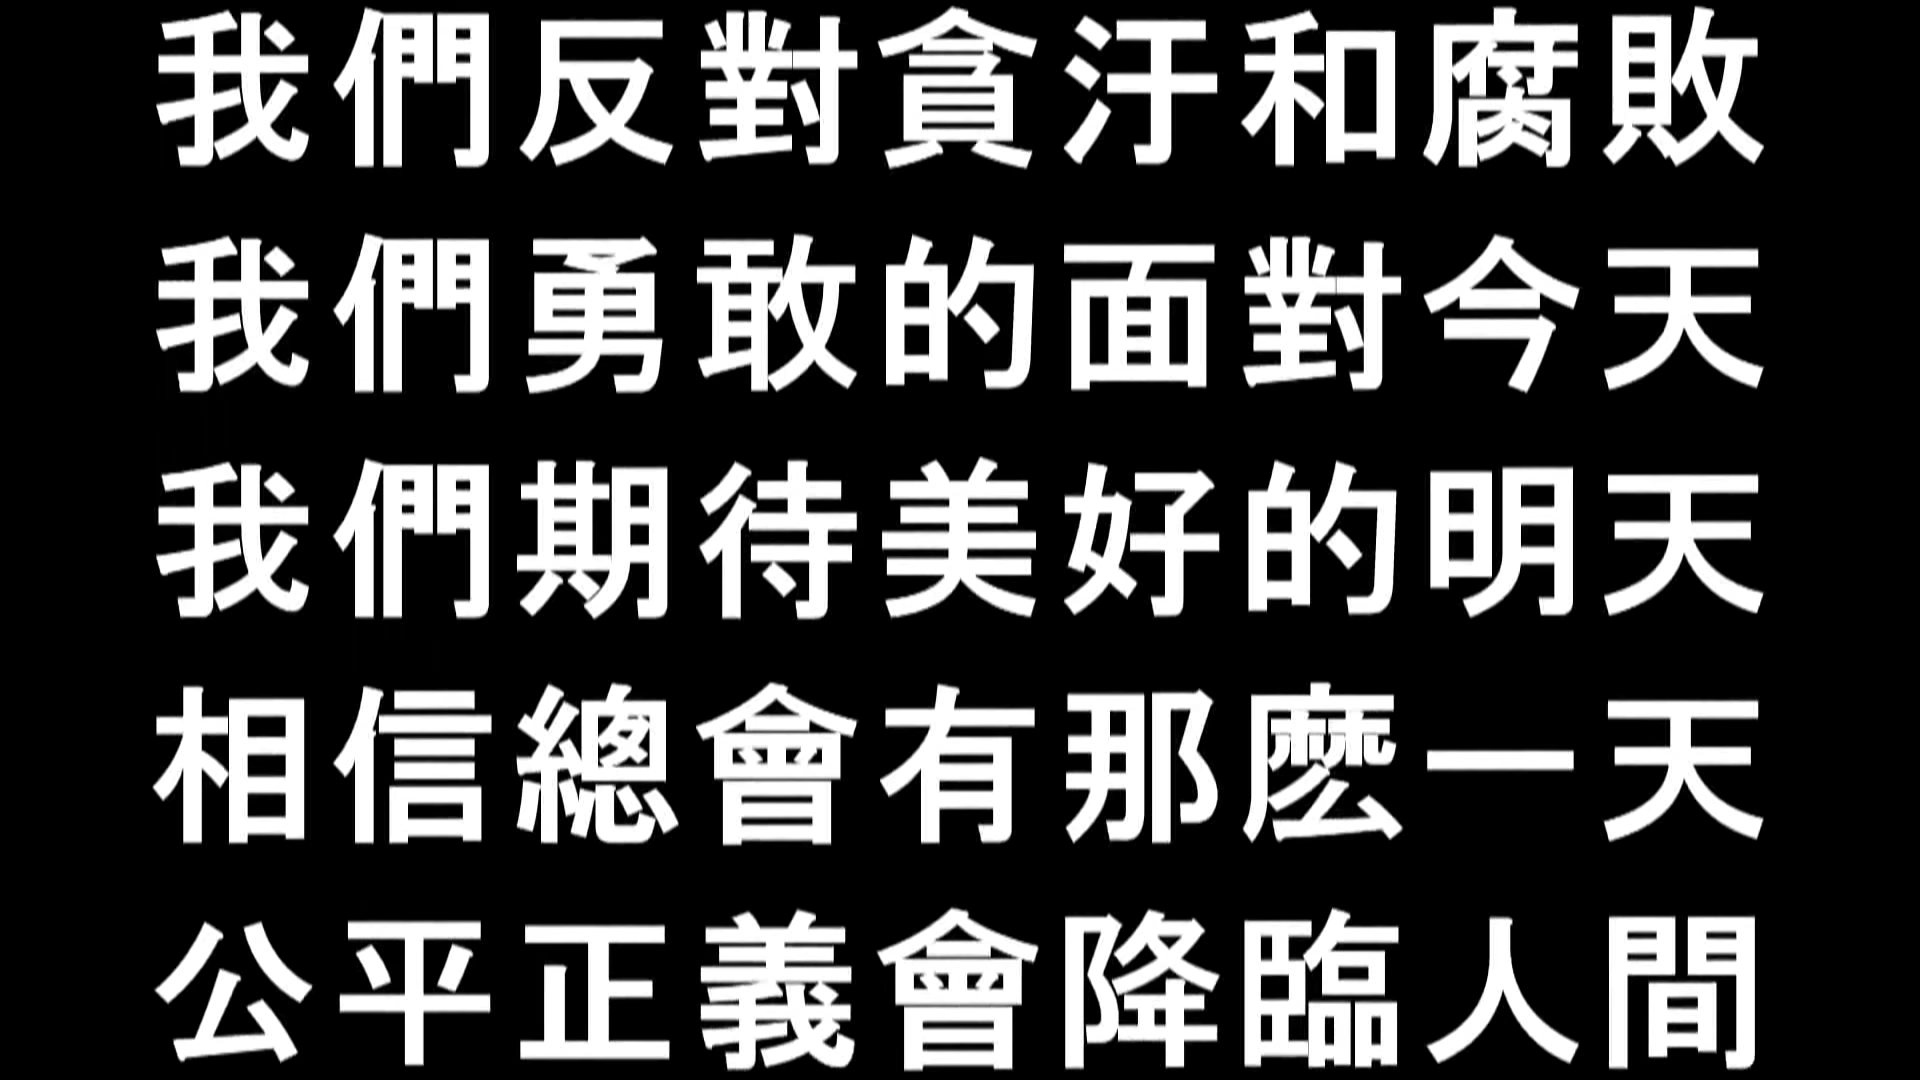 我們反對貪汙和腐敗
我們勇敢的面對今天
我們期待美好的明天
相信總會有那麽一天
公平正義會降臨人間